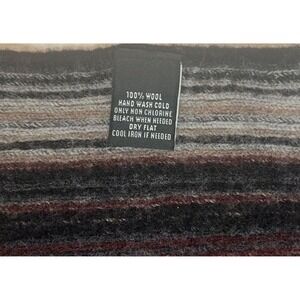 100% WOOL
HAND WASH COLD
ONLY NON CHLORINE
BLEACH WHEN NEEDED
DRY FLAT
COOL IRON IF NEEDED